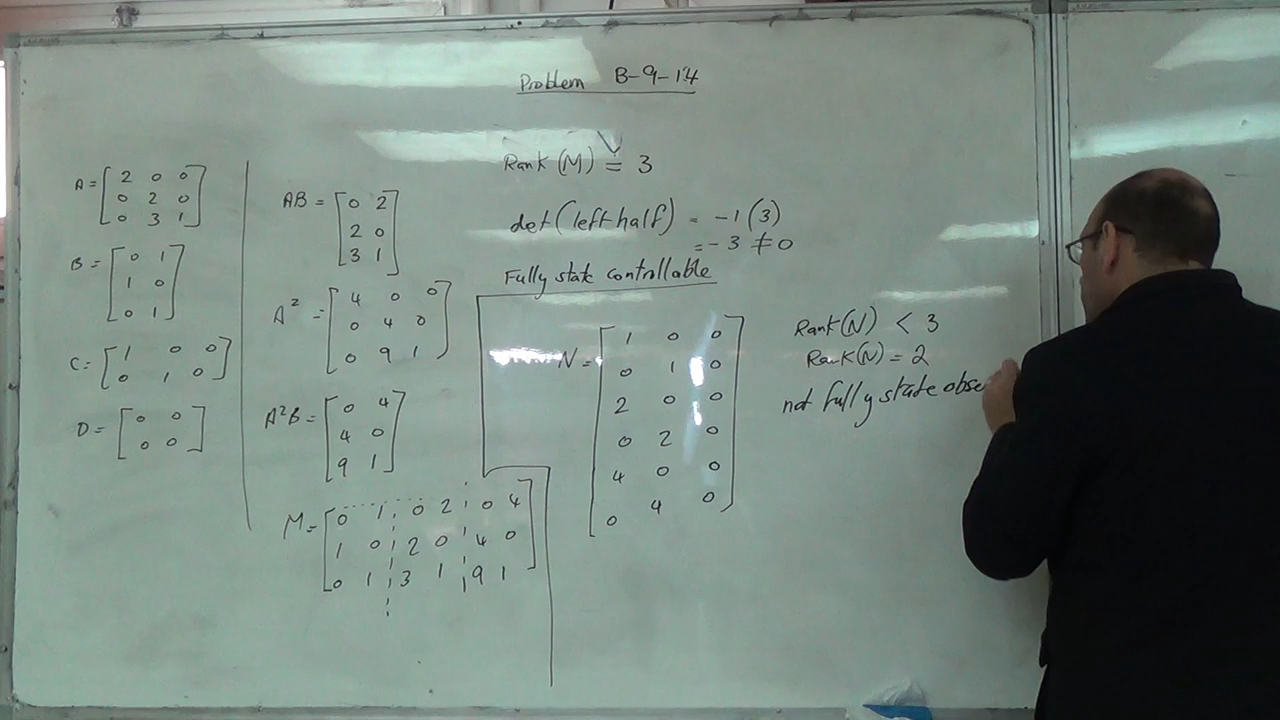 Problem B-9-14
A = [ 2 0 0
0 2 0
0 3 1 ]
B = [ 0 1
1 0
0 1 ]
C = [ 1 0 0
0 1 0 ]
D = [ 0 0
0 0 ]
AB = [ 0 2
2 0
3 1 ]
A² = [ 4 0 0
0 4 0
0 9 1 ]
A²B = [ 0 4
4 0
9 1 ]
M = [ 0 1 0 2 0 4
1 0 2 0 4 0
0 1 3 1 9 1 ]
Rank (M) = 3
det (left half) = -1 (3)
= -3 ≠ 0
Fully state controllable
N = [ 1 0 0
0 1 0
2 0 0
0 2 0
4 0 0
0 4 0 ]
Rank (N) < 3
Rank (N) = 2
not fully state obse